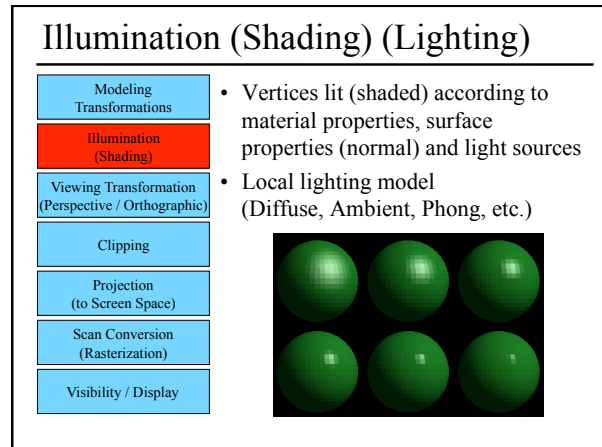 Illumination (Shading) (Lighting)
Modeling
Transformations
Illumination
(Shading)
Viewing Transformation
(Perspective / Orthographic)
Clipping
Projection
(to Screen Space)
Scan Conversion
(Rasterization)
Visibility / Display
• Vertices lit (shaded) according to
material properties, surface
properties (normal) and light sources
• Local lighting model
(Diffuse, Ambient, Phong, etc.)